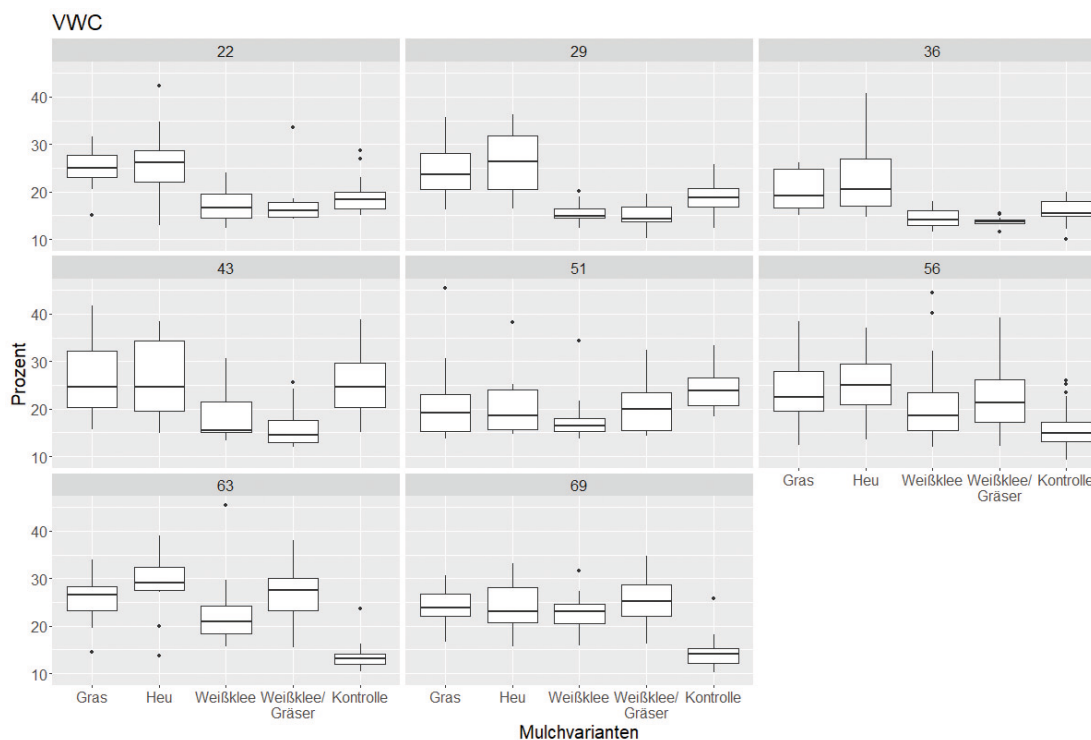 VWC
22 29 36
40
30
20
10
43 51 56
Prozent
40
30
20
10
Gras Heu Weißklee Weißklee/ Kontrolle
Gräser
63 69
40
30
20
10
Gras Heu Weißklee Weißklee/ Kontrolle Gras Heu Weißklee Weißklee/ Kontrolle
Gräser Gräser
Mulchvarianten